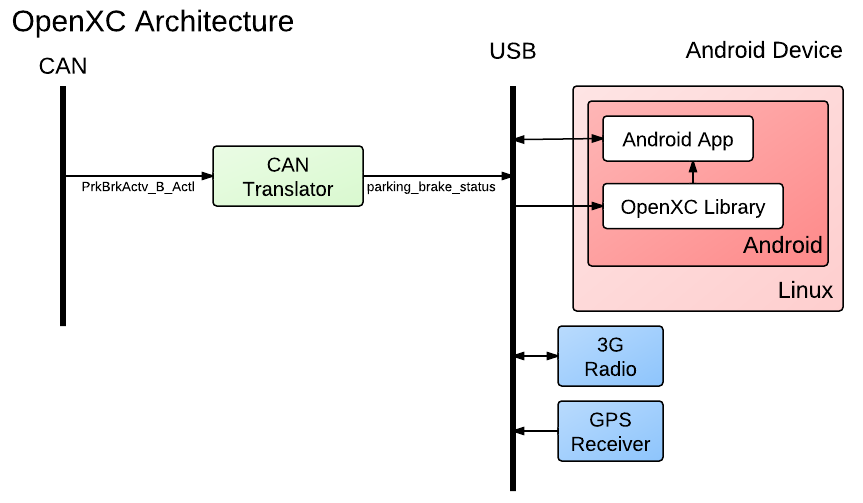 OpenXC Architecture
CAN
USB
Android Device
CAN
Translator
PrkBrkActv_B_Actl
parking_brake_status
Android App
OpenXC Library
Android
Linux
3G
Radio
GPS
Receiver